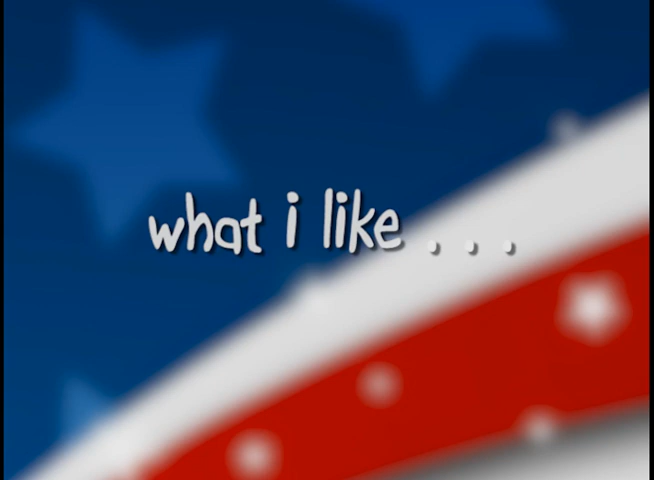 what i like . . .